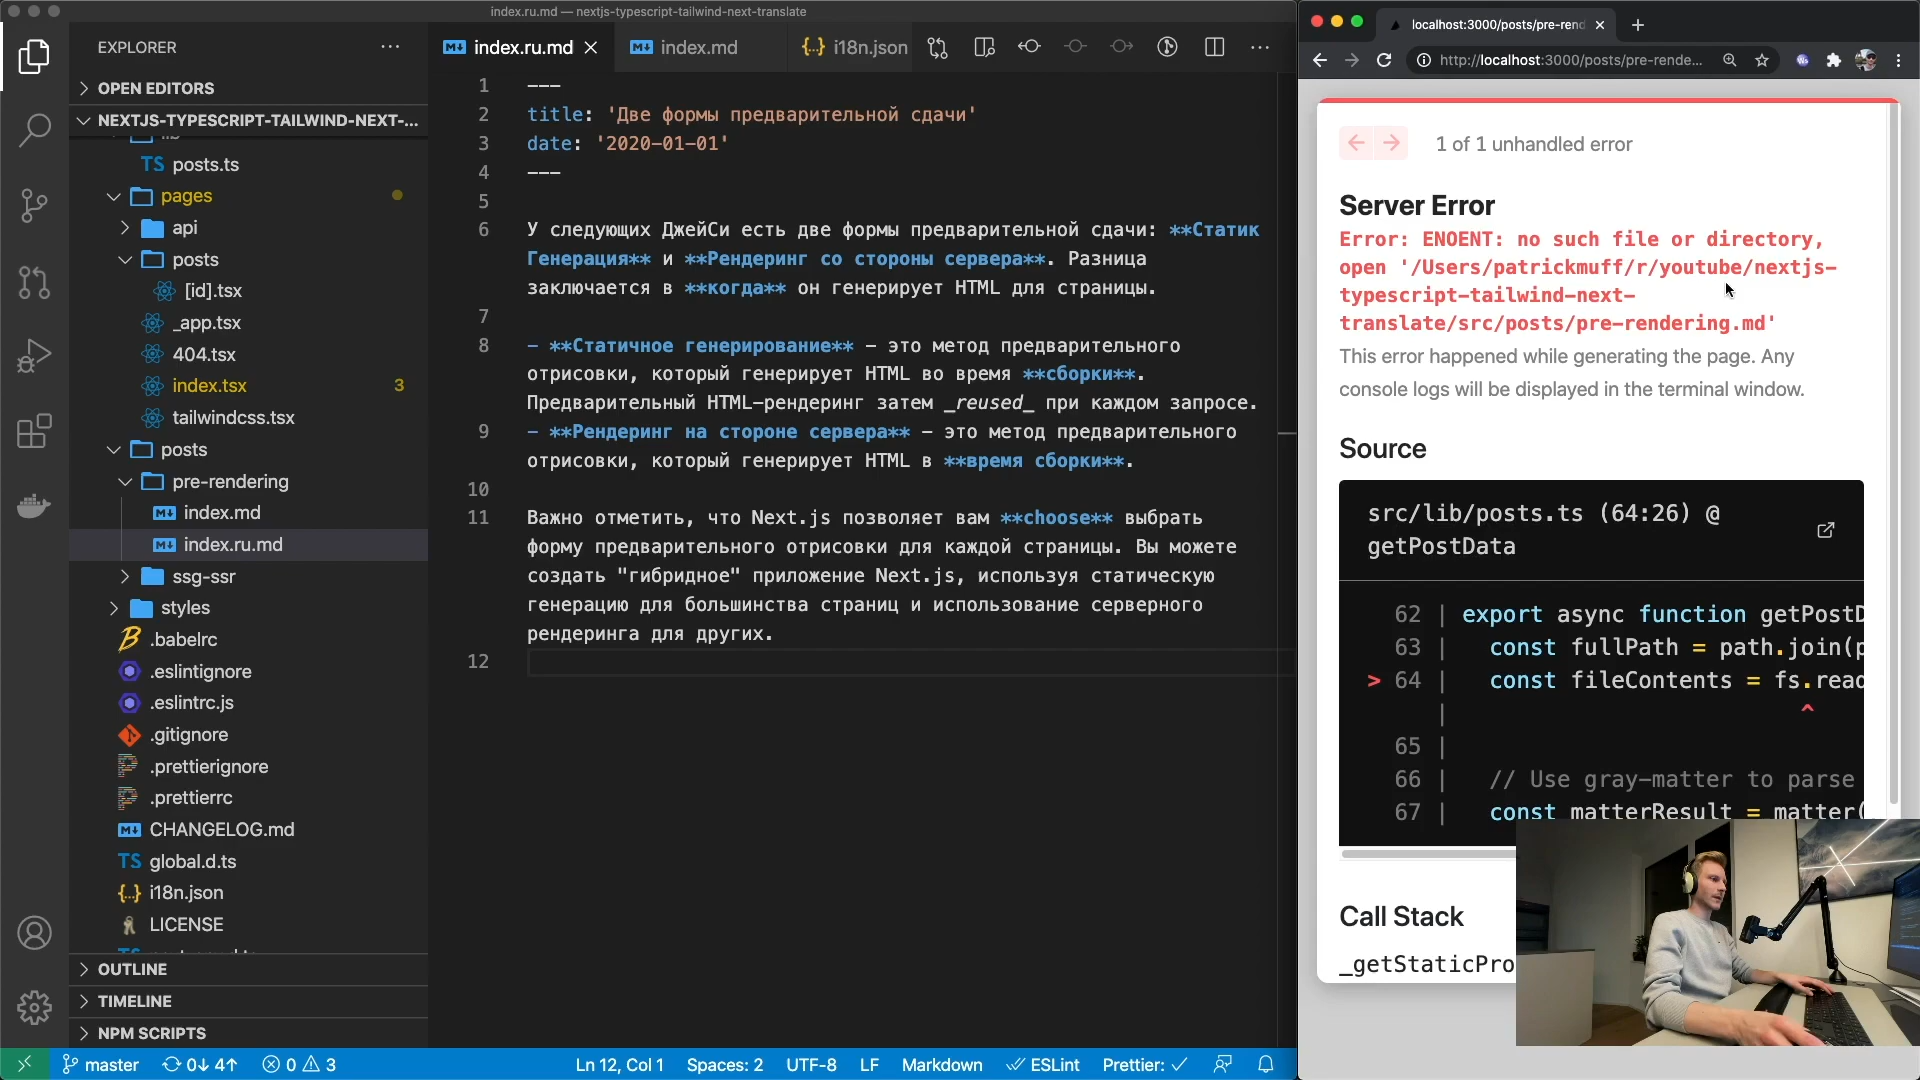 index.ru.md — nextjs-typescript-tailwind-next-translate
EXPLORER
OPEN EDITORS
NEXTJS-TYPESCRIPT-TAILWIND-NEXT-...
lib
TS posts.ts
pages
api
posts
[id].tsx
_app.tsx
404.tsx
index.tsx 3
tailwindcss.tsx
posts
pre-rendering
index.md
index.ru.md
ssg-ssr
styles
.babelrc
.eslintignore
.eslintrc.js
.gitignore
.prettierignore
.prettierrc
CHANGELOG.md
TS global.d.ts
{..} i18n.json
LICENSE
OUTLINE
TIMELINE
NPM SCRIPTS
index.ru.md index.md {} i18n.json
1 ---
2 title: 'Две формы предварительной сдачи'
3 date: '2020-01-01'
4 ---
5
6 У следующих ДжейСи есть две формы предварительной сдачи: **Статик
Генерация** и **Рендеринг со стороны сервера**. Разница
заключается в **когда** он генерирует HTML для страницы.
7
8 - **Статичное генерирование** - это метод предварительного
отрисовки, который генерирует HTML во время **сборки**.
Предварительный HTML-рендеринг затем _reused_ при каждом запросе.
9 - **Рендеринг на стороне сервера** - это метод предварительного
отрисовки, который генерирует HTML в **время сборки**.
10
11 Важно отметить, что Next.js позволяет вам **choose** выбрать
форму предварительного отрисовки для каждой страницы. Вы можете
создать "гибридное" приложение Next.js, используя статическую
генерацию для большинства страниц и использование серверного
рендеринга для других.
12
master 0↓ 4↑ 0 3 Ln 12, Col 1 Spaces: 2 UTF-8 LF Markdown ESLint Prettier: ✓
localhost:3000/posts/pre-rend
http://localhost:3000/posts/pre-rende...
1 of 1 unhandled error
Server Error
Error: ENOENT: no such file or directory,
open '/Users/patrickmuff/r/youtube/nextjs-
typescript-tailwind-next-
translate/src/posts/pre-rendering.md'
This error happened while generating the page. Any
console logs will be displayed in the terminal window.
Source
src/lib/posts.ts (64:26) @
getPostData
62 | export async function getPostD
63 | const fullPath = path.join(p
> 64 | const fileContents = fs.read
| ^
65 |
66 | // Use gray-matter to parse
67 | const matterResult = matter(
Call Stack
_getStaticPro